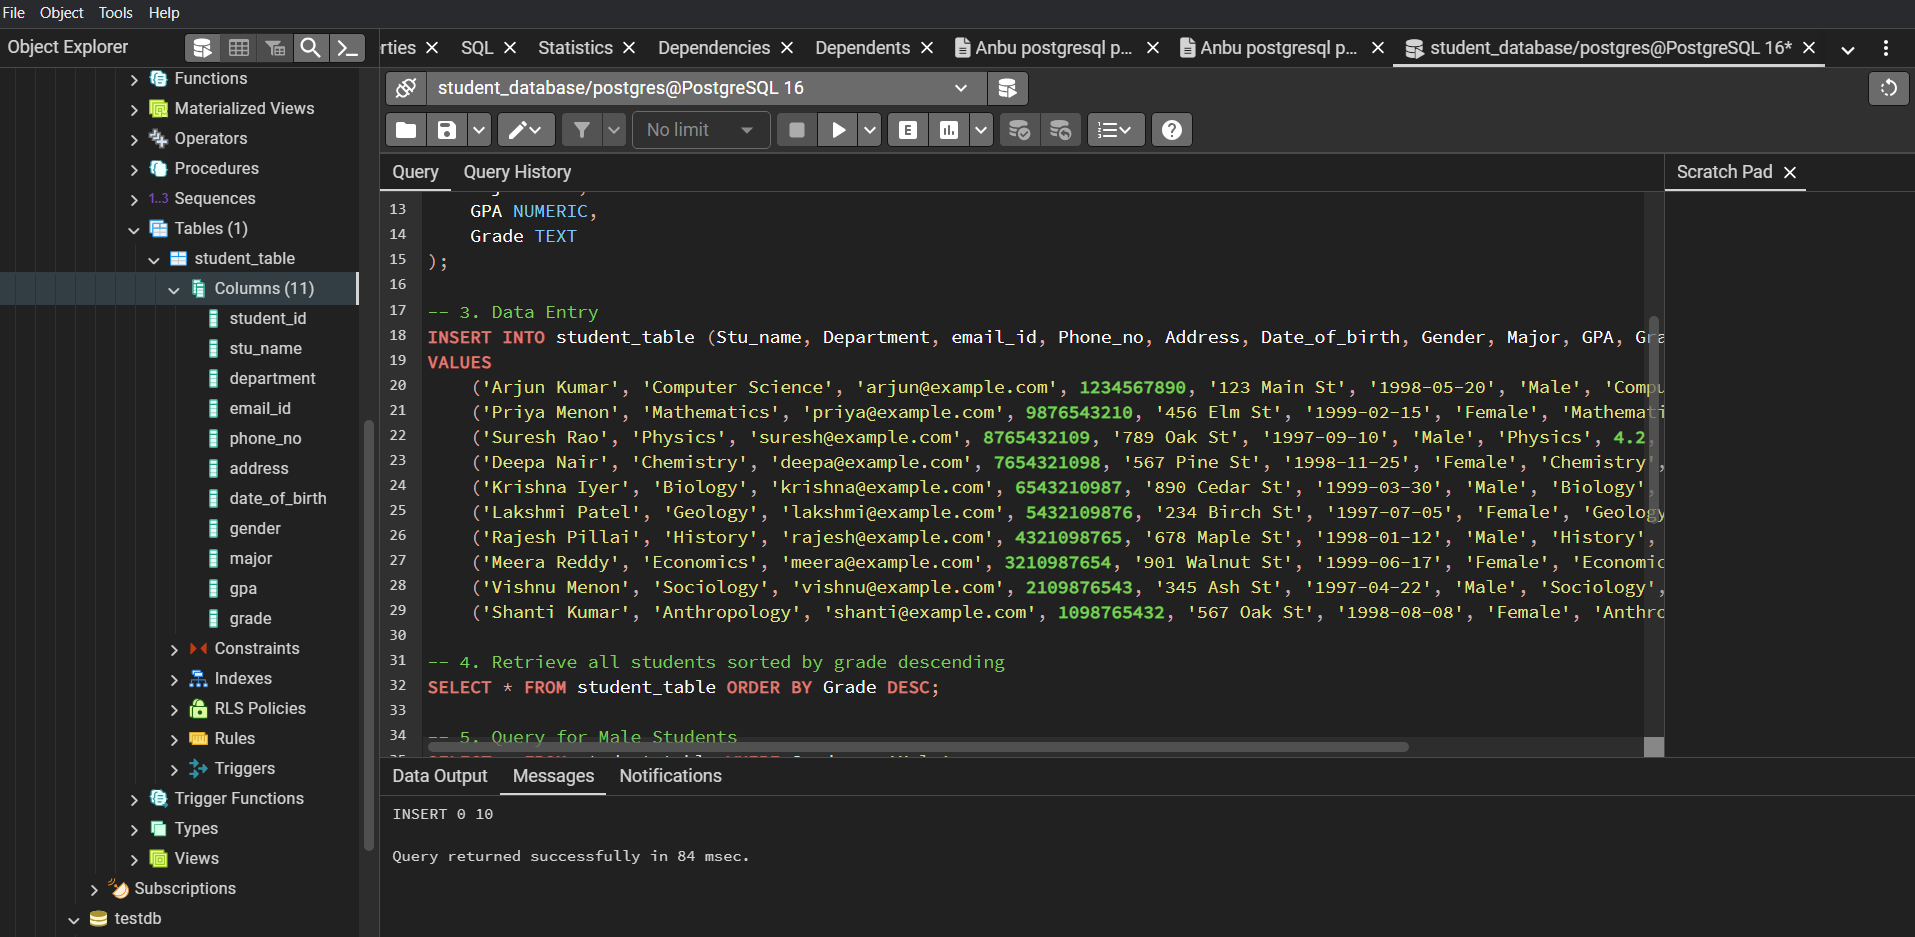 File Object Tools Help
Object Explorer
rties SQL Statistics Dependencies Dependents Anbu postgresql p... Anbu postgresql p... student_database/postgres@PostgreSQL 16*
Functions
Materialized Views
Operators
Procedures
1..3 Sequences
Tables (1)
student_table
Columns (11)
student_id
stu_name
department
email_id
phone_no
address
date_of_birth
gender
major
gpa
grade
Constraints
Indexes
RLS Policies
Rules
Triggers
Trigger Functions
Types
Views
Subscriptions
testdb
student_database/postgres@PostgreSQL 16
No limit
E
Query Query History
Scratch Pad
13 GPA NUMERIC,
14 Grade TEXT
15 );
16
17 -- 3. Data Entry
18 INSERT INTO student_table (Stu_name, Department, email_id, Phone_no, Address, Date_of_birth, Gender, Major, GPA, Gra
19 VALUES
20 ('Arjun Kumar', 'Computer Science', 'arjun@example.com', 1234567890, '123 Main St', '1998-05-20', 'Male', 'Compu
21 ('Priya Menon', 'Mathematics', 'priya@example.com', 9876543210, '456 Elm St', '1999-02-15', 'Female', 'Mathemati
22 ('Suresh Rao', 'Physics', 'suresh@example.com', 8765432109, '789 Oak St', '1997-09-10', 'Male', 'Physics', 4.2,
23 ('Deepa Nair', 'Chemistry', 'deepa@example.com', 7654321098, '567 Pine St', '1998-11-25', 'Female', 'Chemistry',
24 ('Krishna Iyer', 'Biology', 'krishna@example.com', 6543210987, '890 Cedar St', '1999-03-30', 'Male', 'Biology',
25 ('Lakshmi Patel', 'Geology', 'lakshmi@example.com', 5432109876, '234 Birch St', '1997-07-05', 'Female', 'Geology
26 ('Rajesh Pillai', 'History', 'rajesh@example.com', 4321098765, '678 Maple St', '1998-01-12', 'Male', 'History',
27 ('Meera Reddy', 'Economics', 'meera@example.com', 3210987654, '901 Walnut St', '1999-06-17', 'Female', 'Economic
28 ('Vishnu Menon', 'Sociology', 'vishnu@example.com', 2109876543, '345 Ash St', '1997-04-22', 'Male', 'Sociology',
29 ('Shanti Kumar', 'Anthropology', 'shanti@example.com', 1098765432, '567 Oak St', '1998-08-08', 'Female', 'Anthro
30
31 -- 4. Retrieve all students sorted by grade descending
32 SELECT * FROM student_table ORDER BY Grade DESC;
33
34 -- 5. Query for Male Students
Data Output Messages Notifications
INSERT 0 10
Query returned successfully in 84 msec.